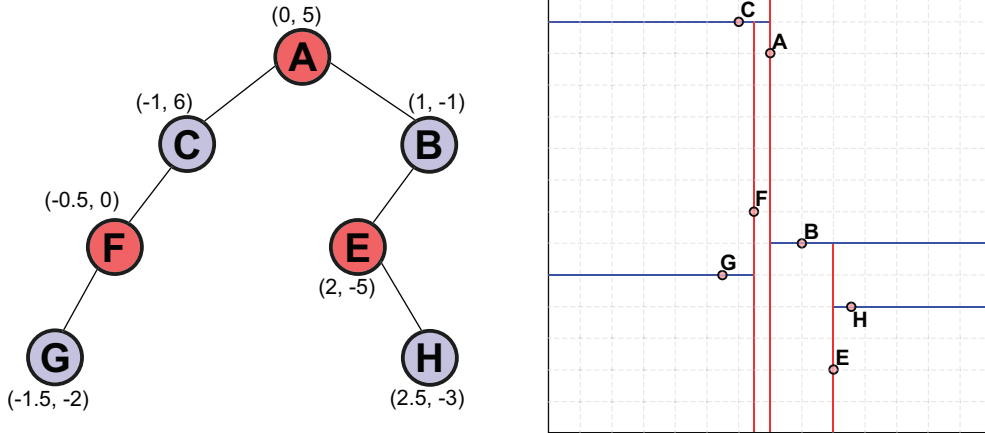 (0, 5)
A
(-1, 6)
C
(1, -1)
B
(-0.5, 0)
F
E
(2, -5)
G
(-1.5, -2)
H
(2.5, -3)
C
A
F
B
G
H
E